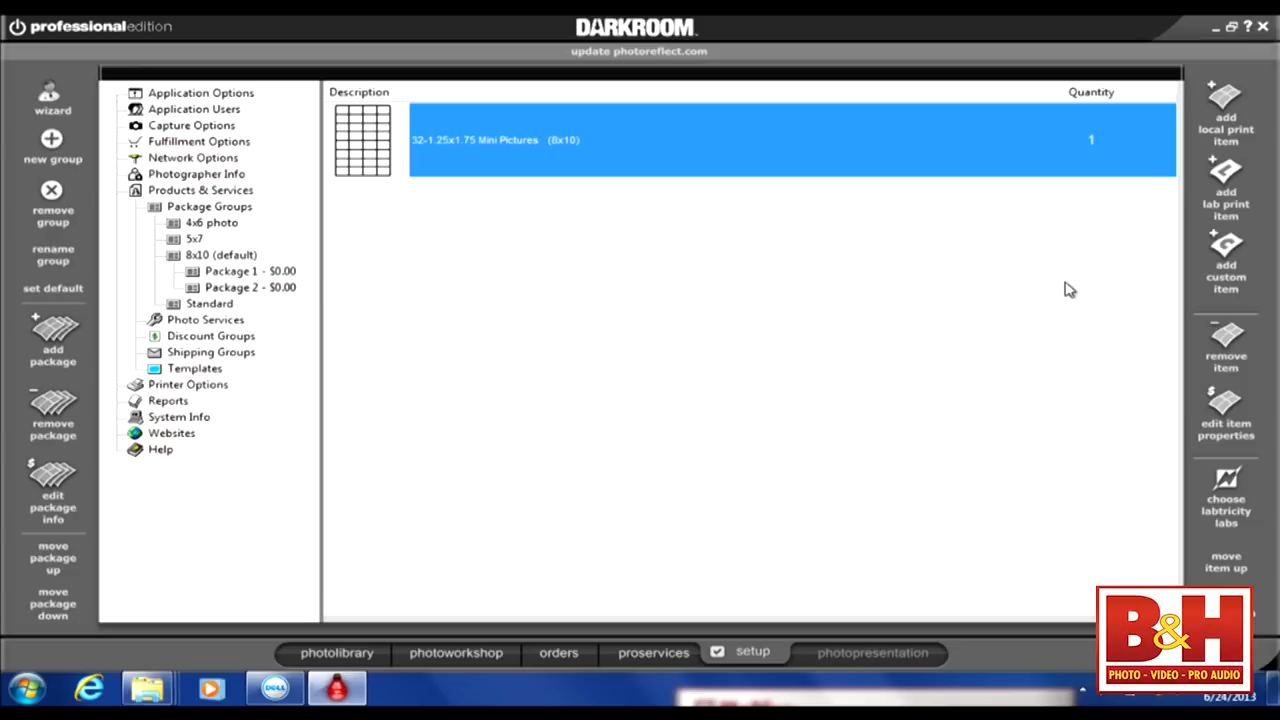 professionaledition
DARKROOM
update photoreflect.com
wizard
new group
remove
group
rename
group
set default
add
package
remove
package
edit
package
info
move
package
up
move
package
down
Application Options
Application Users
Capture Options
Fulfillment Options
Network Options
Photographer Info
Products & Services
Package Groups
4x6 photo
5x7
8x10 (default)
Package 1 - $0.00
Package 2 - $0.00
Standard
Photo Services
Discount Groups
Shipping Groups
Templates
Printer Options
Reports
System Info
Websites
Help
Description Quantity
32-1.25x1.75 Mini Pictures (8x10) 1
add
local print
item
add
lab print
item
add
custom
item
remove
item
edit item
properties
choose
labtricity
labs
move
item up
B&H
PHOTO - VIDEO - PRO AUDIO
photolibrary photoworkshop orders proservices setup photopresentation
DELL
6/24/2013